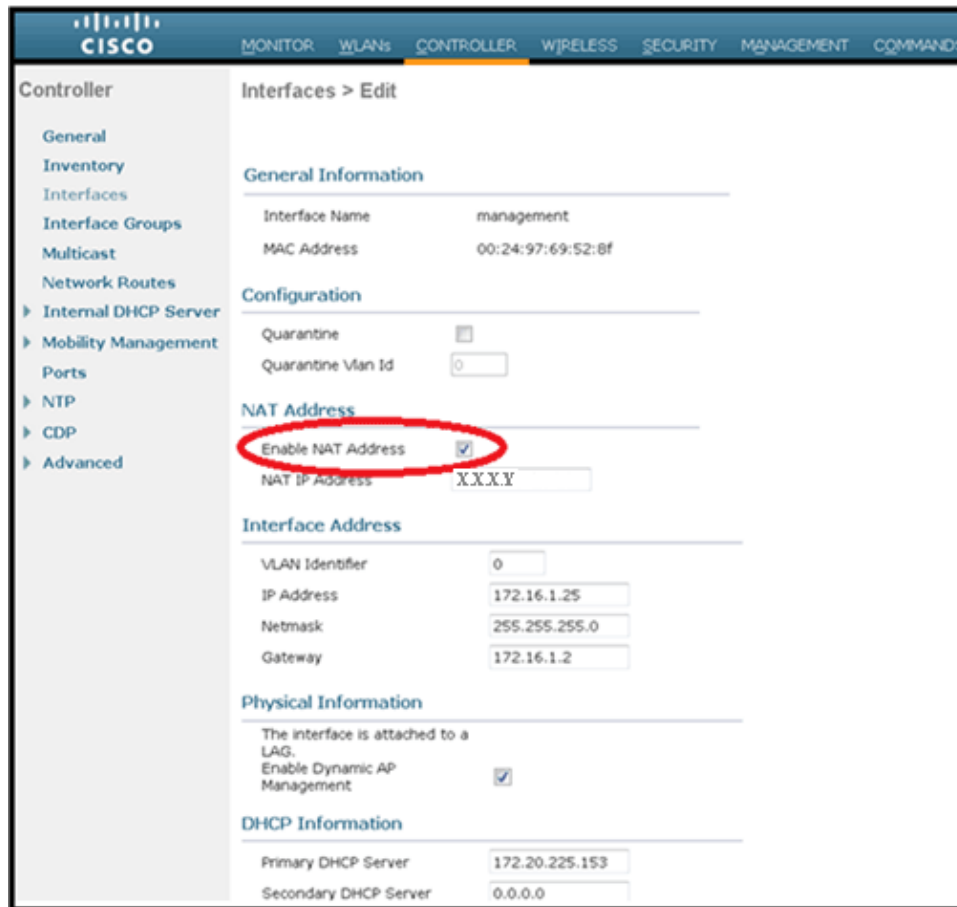 CISCO
MONITOR WLANs CONTROLLER WIRELESS SECURITY MANAGEMENT
Controller
General
Inventory
Interfaces
Interface Groups
Multicast
Network Routes
Internal DHCP Server
Mobility Management
Ports
NTP
CDP
Advanced
Interfaces > Edit
General Information
Interface Name management
MAC Address 00:24:97:69:52:8f
Configuration
Quarantine
Quarantine Vlan Id 0
NAT Address
Enable NAT Address
NAT IP Address X.X.X.Y
Interface Address
VLAN Identifier 0
IP Address 172.16.1.25
Netmask 255.255.255.0
Gateway 172.16.1.2
Physical Information
The interface is attached to a
LAG.
Enable Dynamic AP
Management
DHCP Information
Primary DHCP Server 172.20.225.153
Secondary DHCP Server 0.0.0.0